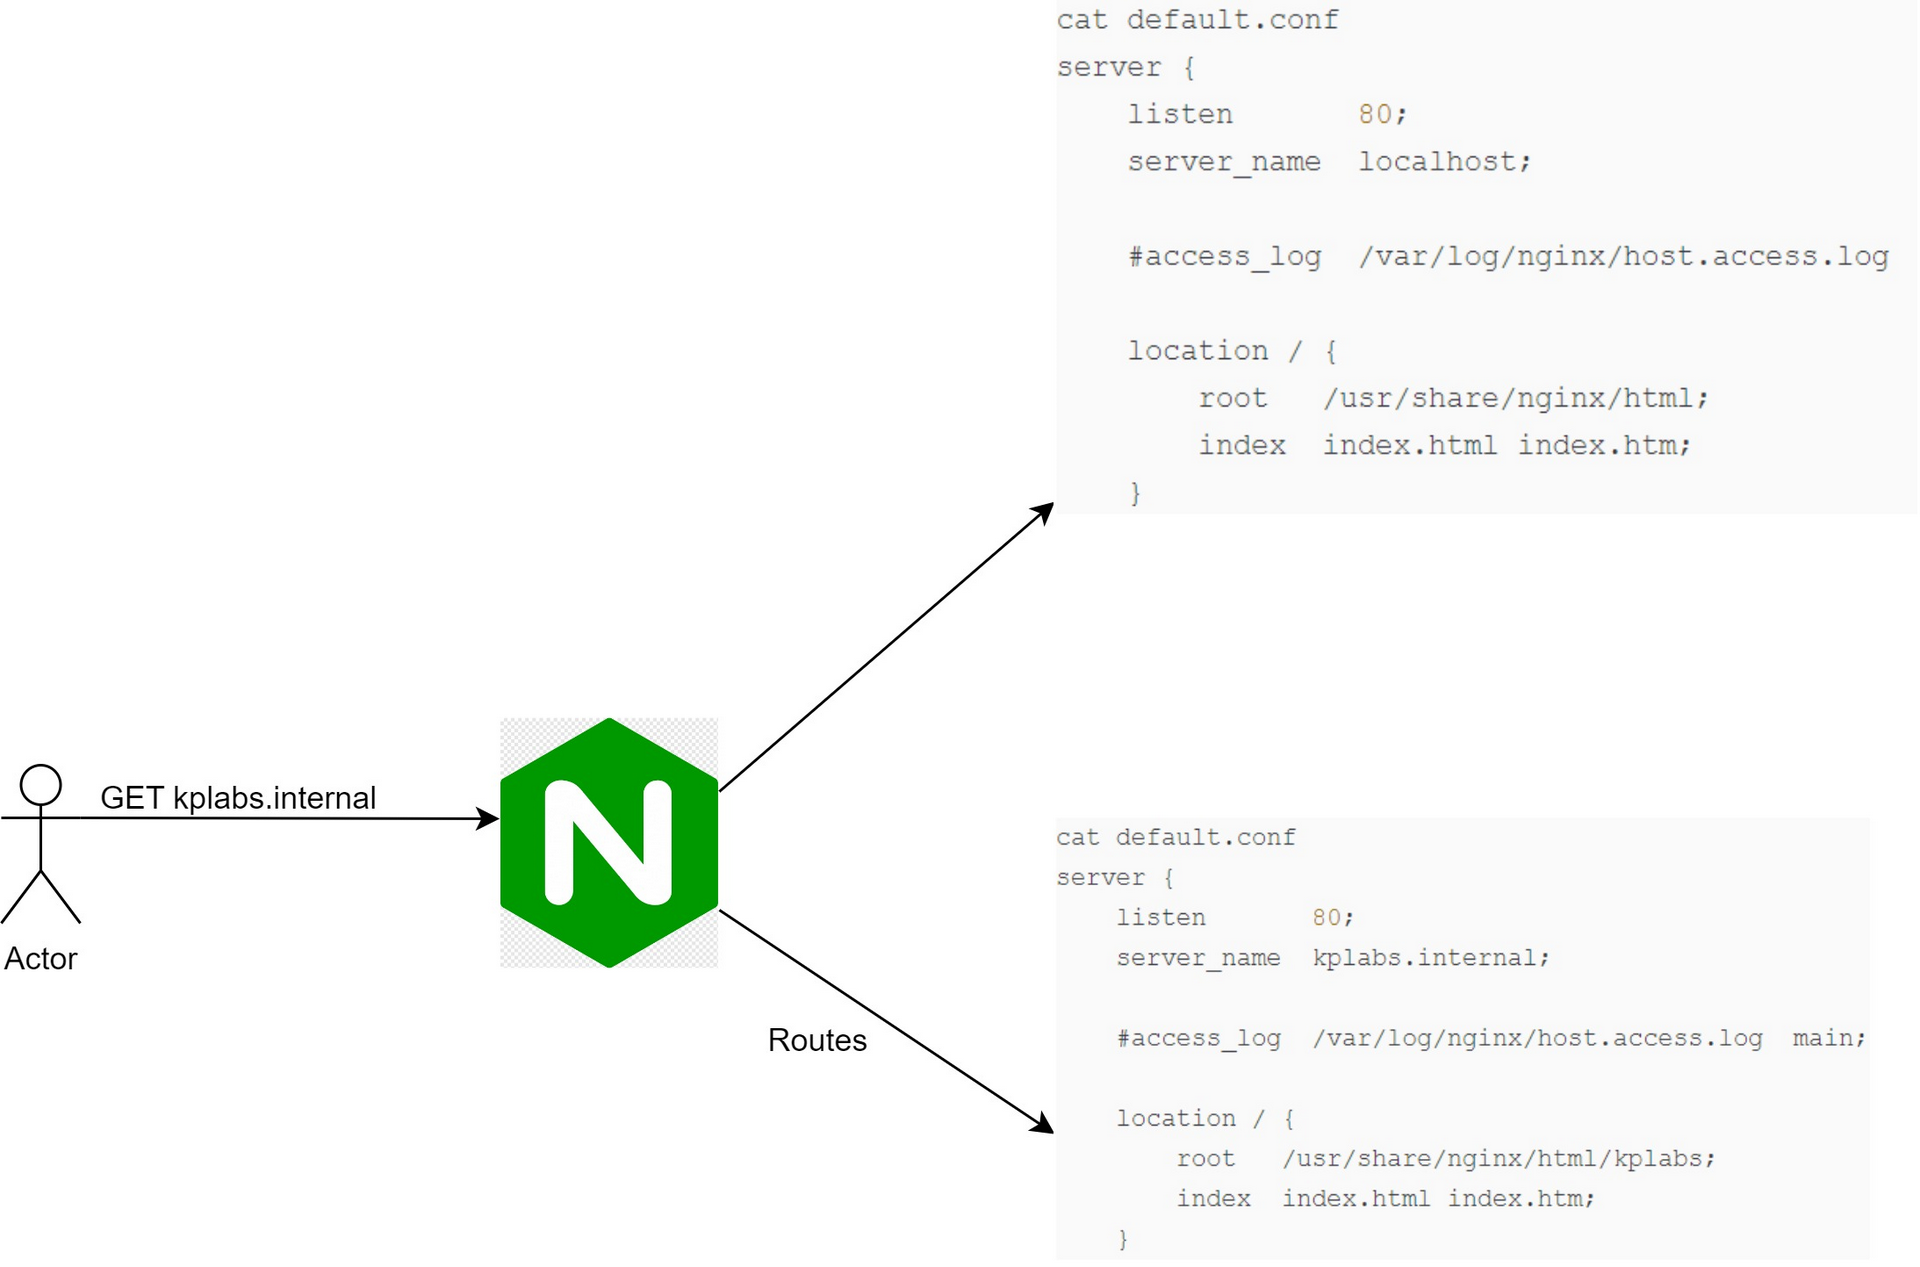 cat default.conf
server {
    listen       80;
    server_name  localhost;
    #access_log  /var/log/nginx/host.access.log
    location / {
        root   /usr/share/nginx/html;
        index  index.html index.htm;
    }
GET kplabs.internal
N
Actor
Routes
cat default.conf
server {
    listen       80;
    server_name  kplabs.internal;
    #access_log  /var/log/nginx/host.access.log  main;
    location / {
        root   /usr/share/nginx/html/kplabs;
        index  index.html index.htm;
    }